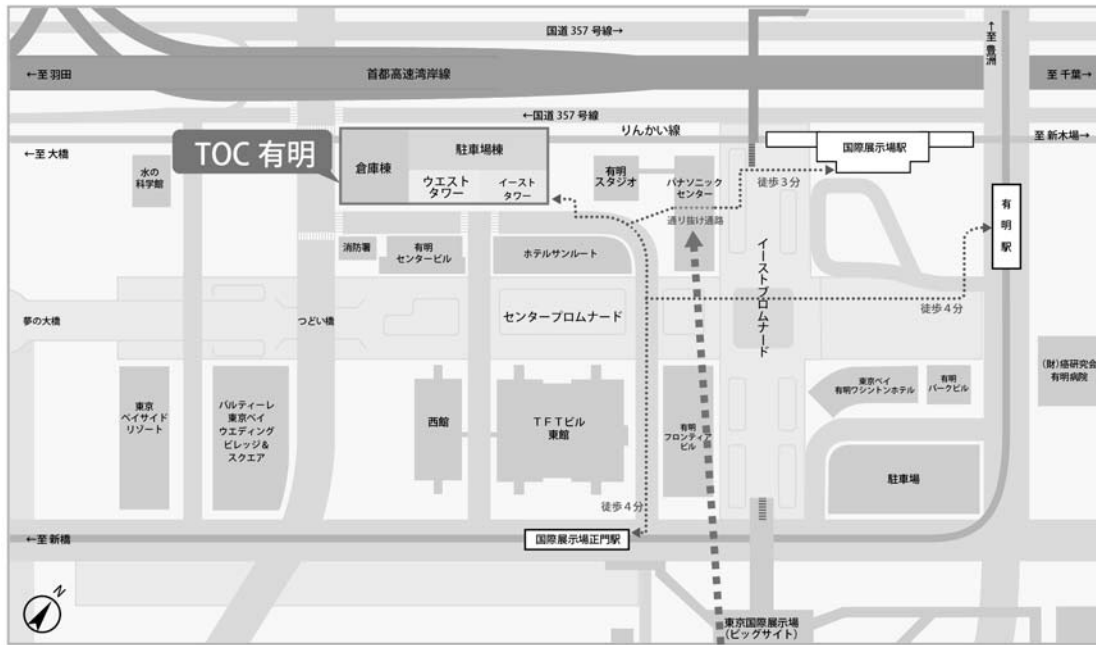 国道 357 号線→
←至 豊洲
←至 羽田
首都高速湾岸線
至 千葉→
←国道 357 号線
りんかい線
←至 大橋
至 新木場→
TOC 有明
倉庫棟
駐車場棟
ウエスト
タワー
イースト
タワー
水の
科学館
有明
スタジオ
パナソニック
センター
国際展示場駅
徒歩3分
通り抜け通路
有明駅
消防署
有明
センタービル
ホテルサンルート
イーストプロムナード
夢の大橋
つどい橋
センタープロムナード
徒歩4分
(財)癌研究会
有明病院
東京
ベイサイド
リゾート
パルティーレ
東京ベイ
ウエディング
ビレッジ&
スクエア
西館
TFTビル
東館
有明
フロンティア
ビル
東京ベイ
有明ワシントンホテル
有明
パークビル
駐車場
徒歩4分
←至 新橋
国際展示場正門駅
N
東京国際展示場
(ビッグサイト)